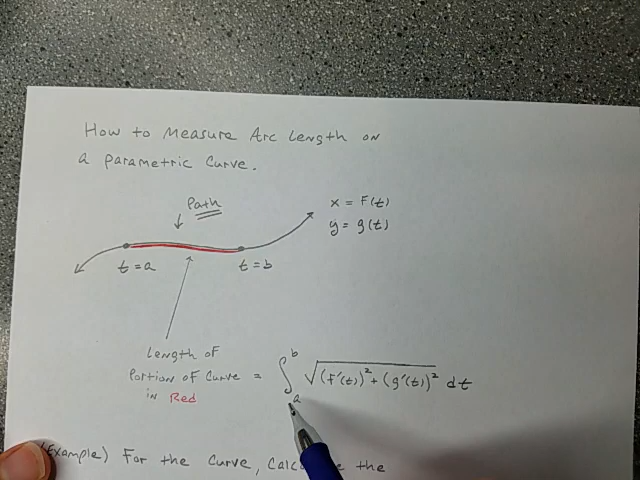 How to Measure Arc Length on
a Parametric Curve.
Path
x = F(t)
y = g(t)
t = a
t = b
Length of
Portion of Curve = ∫_a^b √((f'(t))² + (g'(t))²) dt
in Red
(Example) For the Curve, Calc the